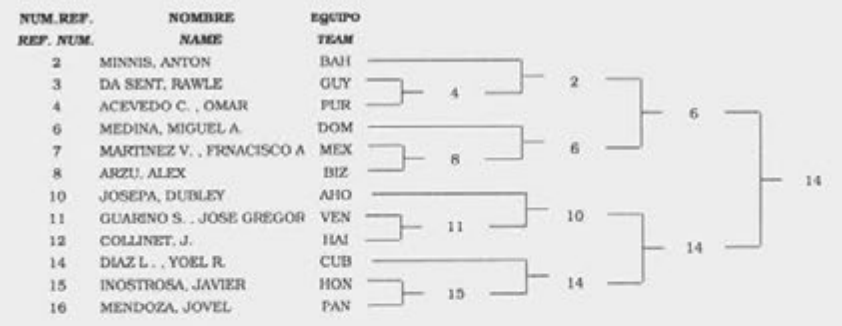 NUM.REF. NOMBRE EQUIPO
REF. NUM. NAME TEAM
2 MINNIS, ANTON BAH
3 DA SENT, RAWLE GUY 4 2
4 ACEVEDO C. , OMAR PUR 6
6 MEDINA, MIGUEL A. DOM
7 MARTINEZ V. , FRNACISCO A MEX 8 6
8 ARZU, ALEX BIZ 14
10 JOSEPA, DUBLEY AHO
11 GUARINO S. . JOSE GREGOR VEN 11 10
12 COLLINET, J. HAI 14
14 DIAZ L . , YOEL R. CUB
15 INOSTROSA, JAVIER HON 15 14
16 MENDOZA, JOVEL PAN